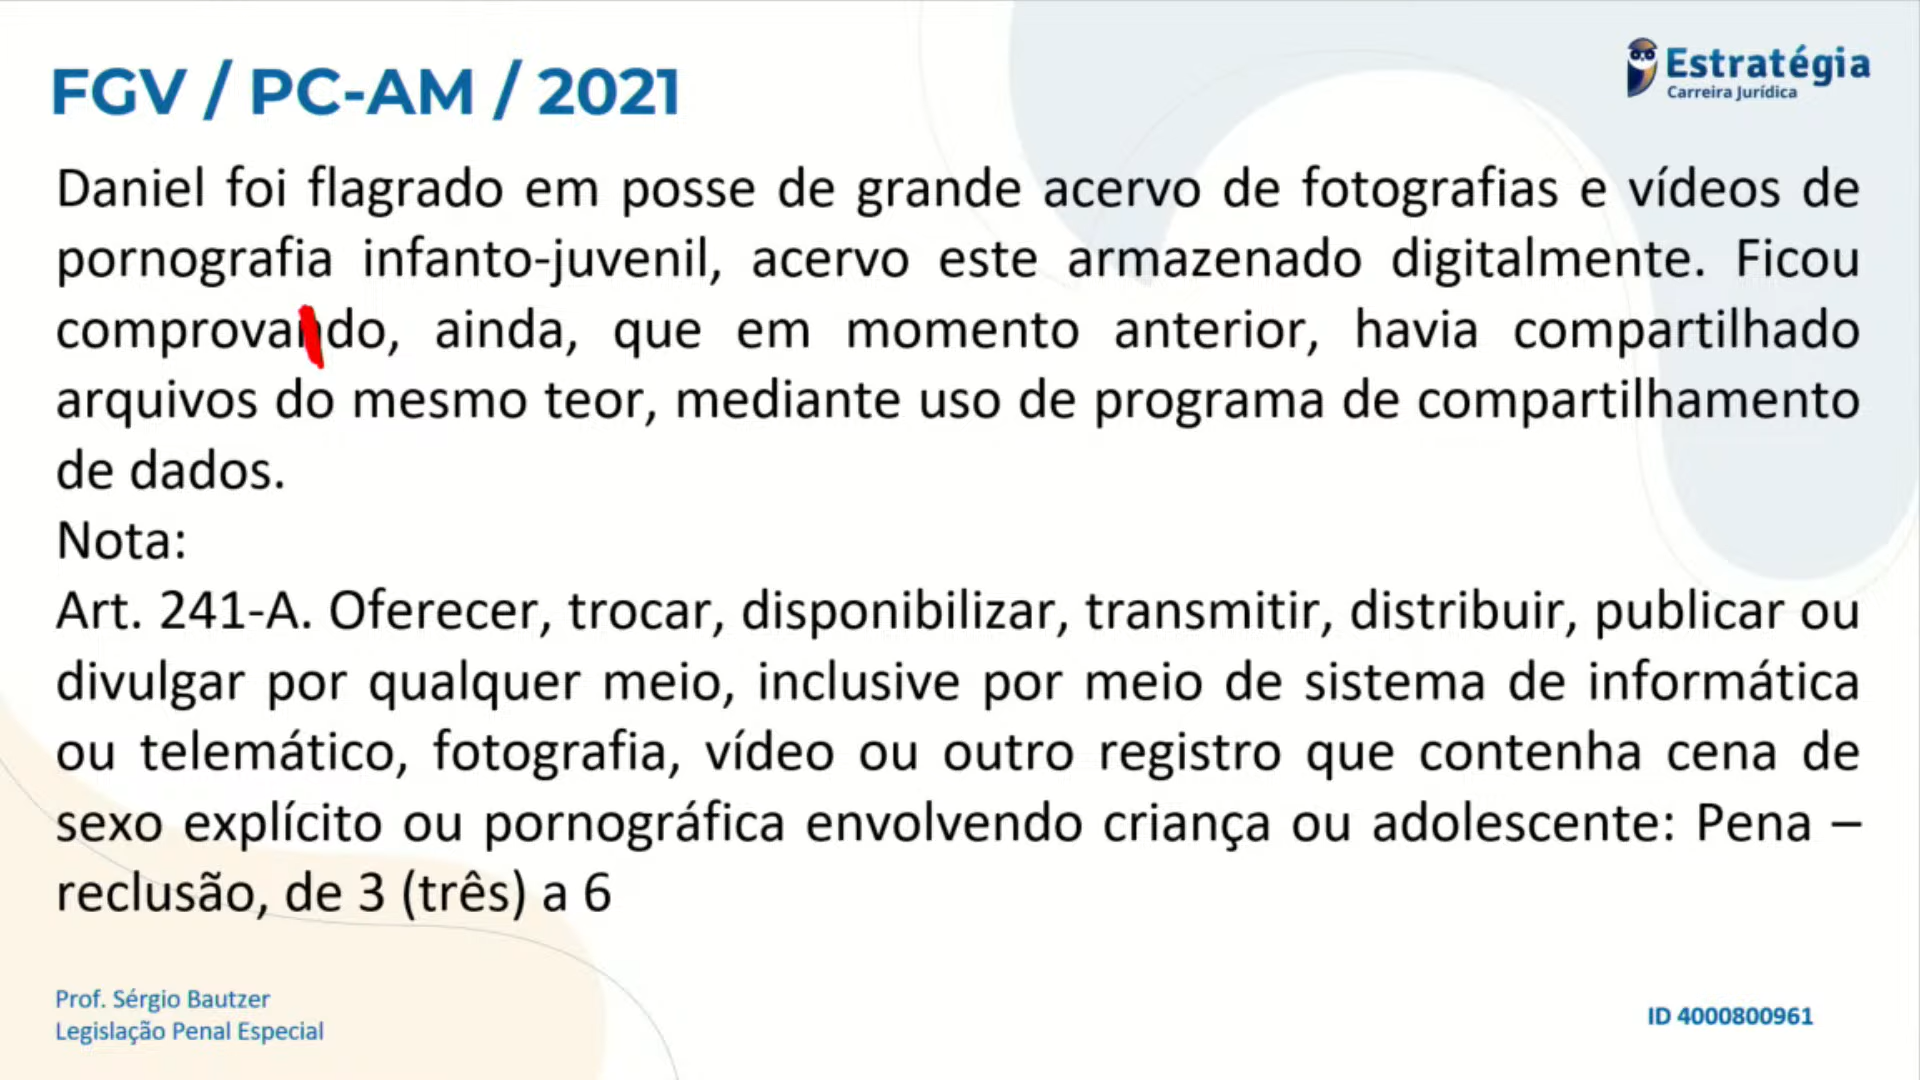 FGV / PC-AM / 2021
Estratégia
Carreira Jurídica
Daniel foi flagrado em posse de grande acervo de fotografias e vídeos de
pornografia infanto-juvenil, acervo este armazenado digitalmente. Ficou
comprovando, ainda, que em momento anterior, havia compartilhado
arquivos do mesmo teor, mediante uso de programa de compartilhamento
de dados.
Nota:
Art. 241-A. Oferecer, trocar, disponibilizar, transmitir, distribuir, publicar ou
divulgar por qualquer meio, inclusive por meio de sistema de informática
ou telemático, fotografia, vídeo ou outro registro que contenha cena de
sexo explícito ou pornográfica envolvendo criança ou adolescente: Pena –
reclusão, de 3 (três) a 6
Prof. Sérgio Bautzer
Legislação Penal Especial
ID 4000800961